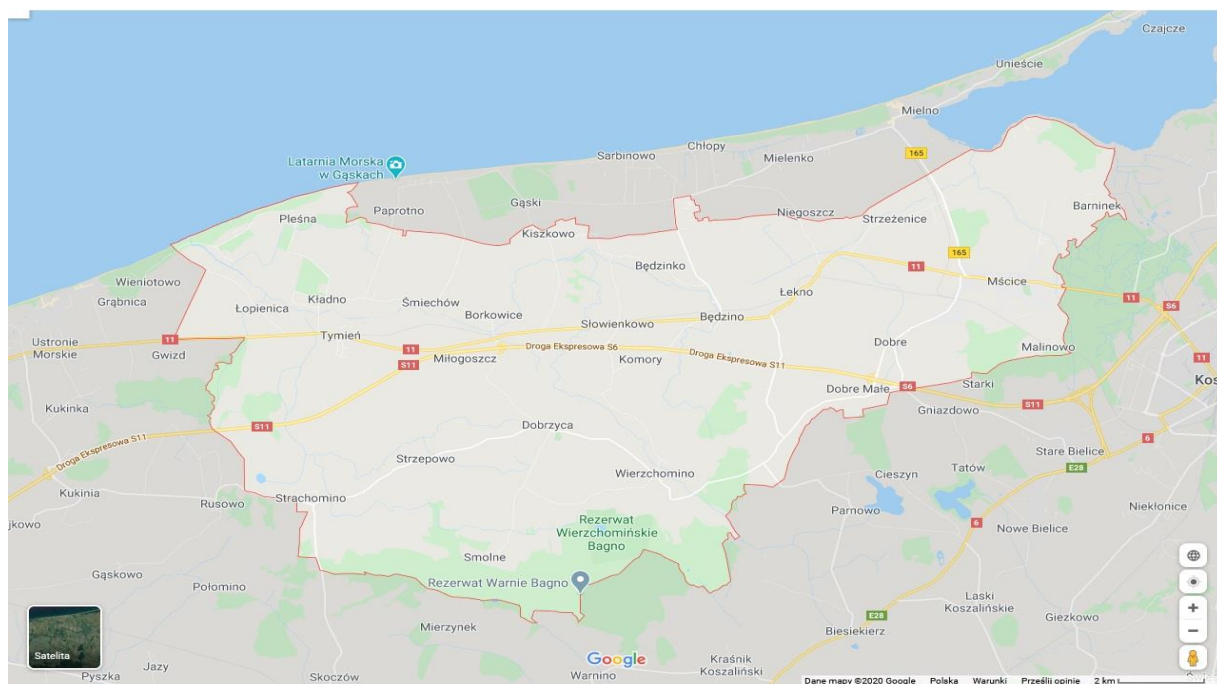 Czajcze
Unieście
Mielno
Chłopy
165
Sarbinowo
Mielenko
Latarnia Morska
w Gąskach
Gąski
Barninek
Paprotno
Niegoszcz
Strzeżenice
Pleśna
Kiszkowo
165
Będzinko
11
Wieniotowo
Mścice
Łekno
11
Grąbnica
Kładno
Śmiechów
S6
Łopienica
Borkowice
Będzino
Słowienkowo
Tymień
11
Ustronie
Morskie
Dobre
Malinowo
11
Droga Ekspresowa S6
Gwizd
11
Miłogoszcz
Komory
Droga Ekspresowa S11
S11
Kos
Dobre Małe
S6
Starki
S11
Kukinka
Gniazdowo
S11
Dobrzyca
6
Droga Ekspresowa S11
Stare Bielice
Strzepowo
E28
Tatów
Wierzchomino
Cieszyn
Kukinia
Strachomino
Rusowo
Niekłonice
Parnowo
jkowo
Rezerwat
Wierzchomińskie
Bagno
6
Nowe Bielice
Smolne
Gąskowo
Rezerwat Warnie Bagno
Połomino
Laski
Koszalińskie
E28
Giezkowo
Mierzynek
Biesiekierz
Satelita
Google
Kraśnik
Koszaliński
Jazy
Pyszka
Skoczów
Warnino
Dane mapy ©2020 Google Polska Warunki Prześlij opinie 2 km